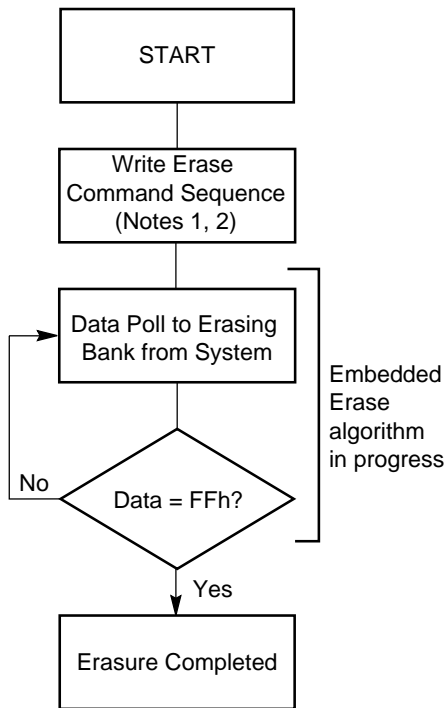 START
Write Erase
Command Sequence
(Notes 1, 2)
Data Poll to Erasing
Bank from System
Embedded
Erase
algorithm
in progress
No
Data = FFh?
Yes
Erasure Completed